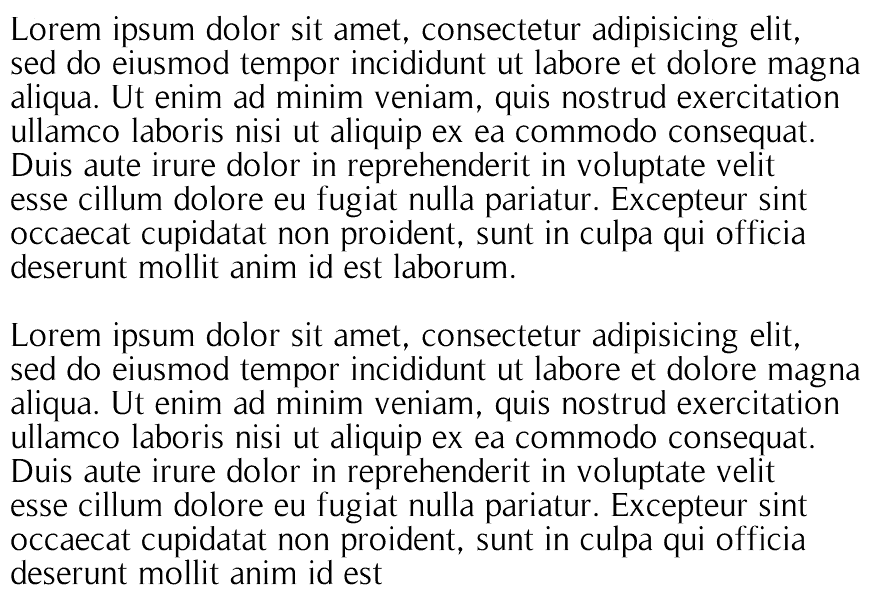 Lorem ipsum dolor sit amet, consectetur adipisicing elit,
sed do eiusmod tempor incididunt ut labore et dolore magna
aliqua. Ut enim ad minim veniam, quis nostrud exercitation
ullamco laboris nisi ut aliquip ex ea commodo consequat.
Duis aute irure dolor in reprehenderit in voluptate velit
esse cillum dolore eu fugiat nulla pariatur. Excepteur sint
occaecat cupidatat non proident, sunt in culpa qui officia
deserunt mollit anim id est laborum.

Lorem ipsum dolor sit amet, consectetur adipisicing elit,
sed do eiusmod tempor incididunt ut labore et dolore magna
aliqua. Ut enim ad minim veniam, quis nostrud exercitation
ullamco laboris nisi ut aliquip ex ea commodo consequat.
Duis aute irure dolor in reprehenderit in voluptate velit
esse cillum dolore eu fugiat nulla pariatur. Excepteur sint
occaecat cupidatat non proident, sunt in culpa qui officia
deserunt mollit anim id est